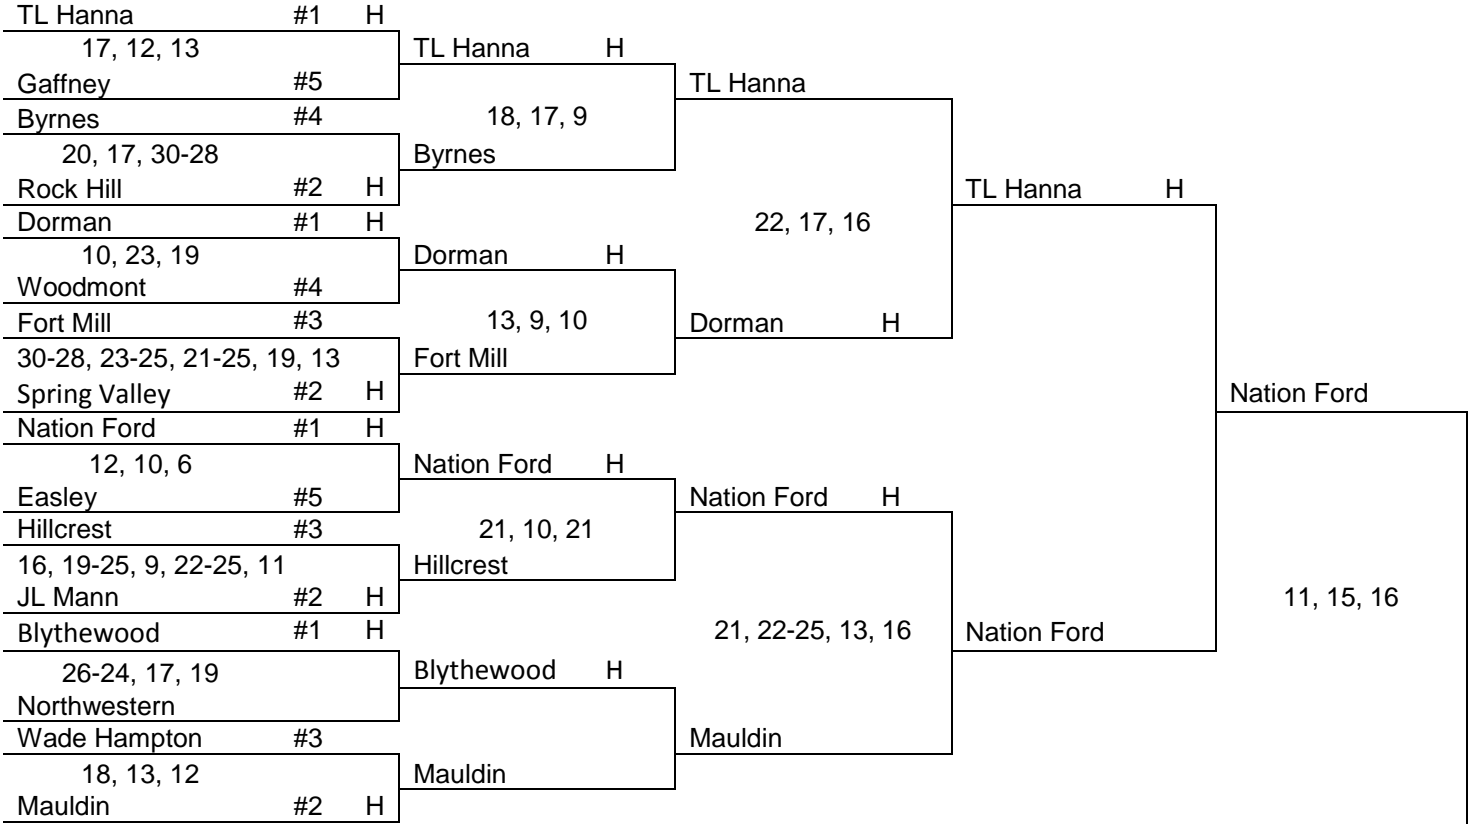 TL Hanna #1 H
17, 12, 13
Gaffney #5
Byrnes #4
20, 17, 30-28
Rock Hill #2 H
Dorman #1 H
10, 23, 19
Woodmont #4
Fort Mill #3
30-28, 23-25, 21-25, 19, 13
Spring Valley #2 H
Nation Ford #1 H
12, 10, 6
Easley #5
Hillcrest #3
16, 19-25, 9, 22-25, 11
JL Mann #2 H
Blythewood #1 H
26-24, 17, 19
Northwestern
Wade Hampton #3
18, 13, 12
Mauldin #2 H
TL Hanna H
18, 17, 9
Byrnes
Dorman H
13, 9, 10
Fort Mill
Nation Ford H
21, 10, 21
Hillcrest
Blythewood H
Mauldin
TL Hanna
22, 17, 16
Dorman H
Nation Ford H
21, 22-25, 13, 16
Mauldin
TL Hanna H
Nation Ford
Nation Ford
11, 15, 16